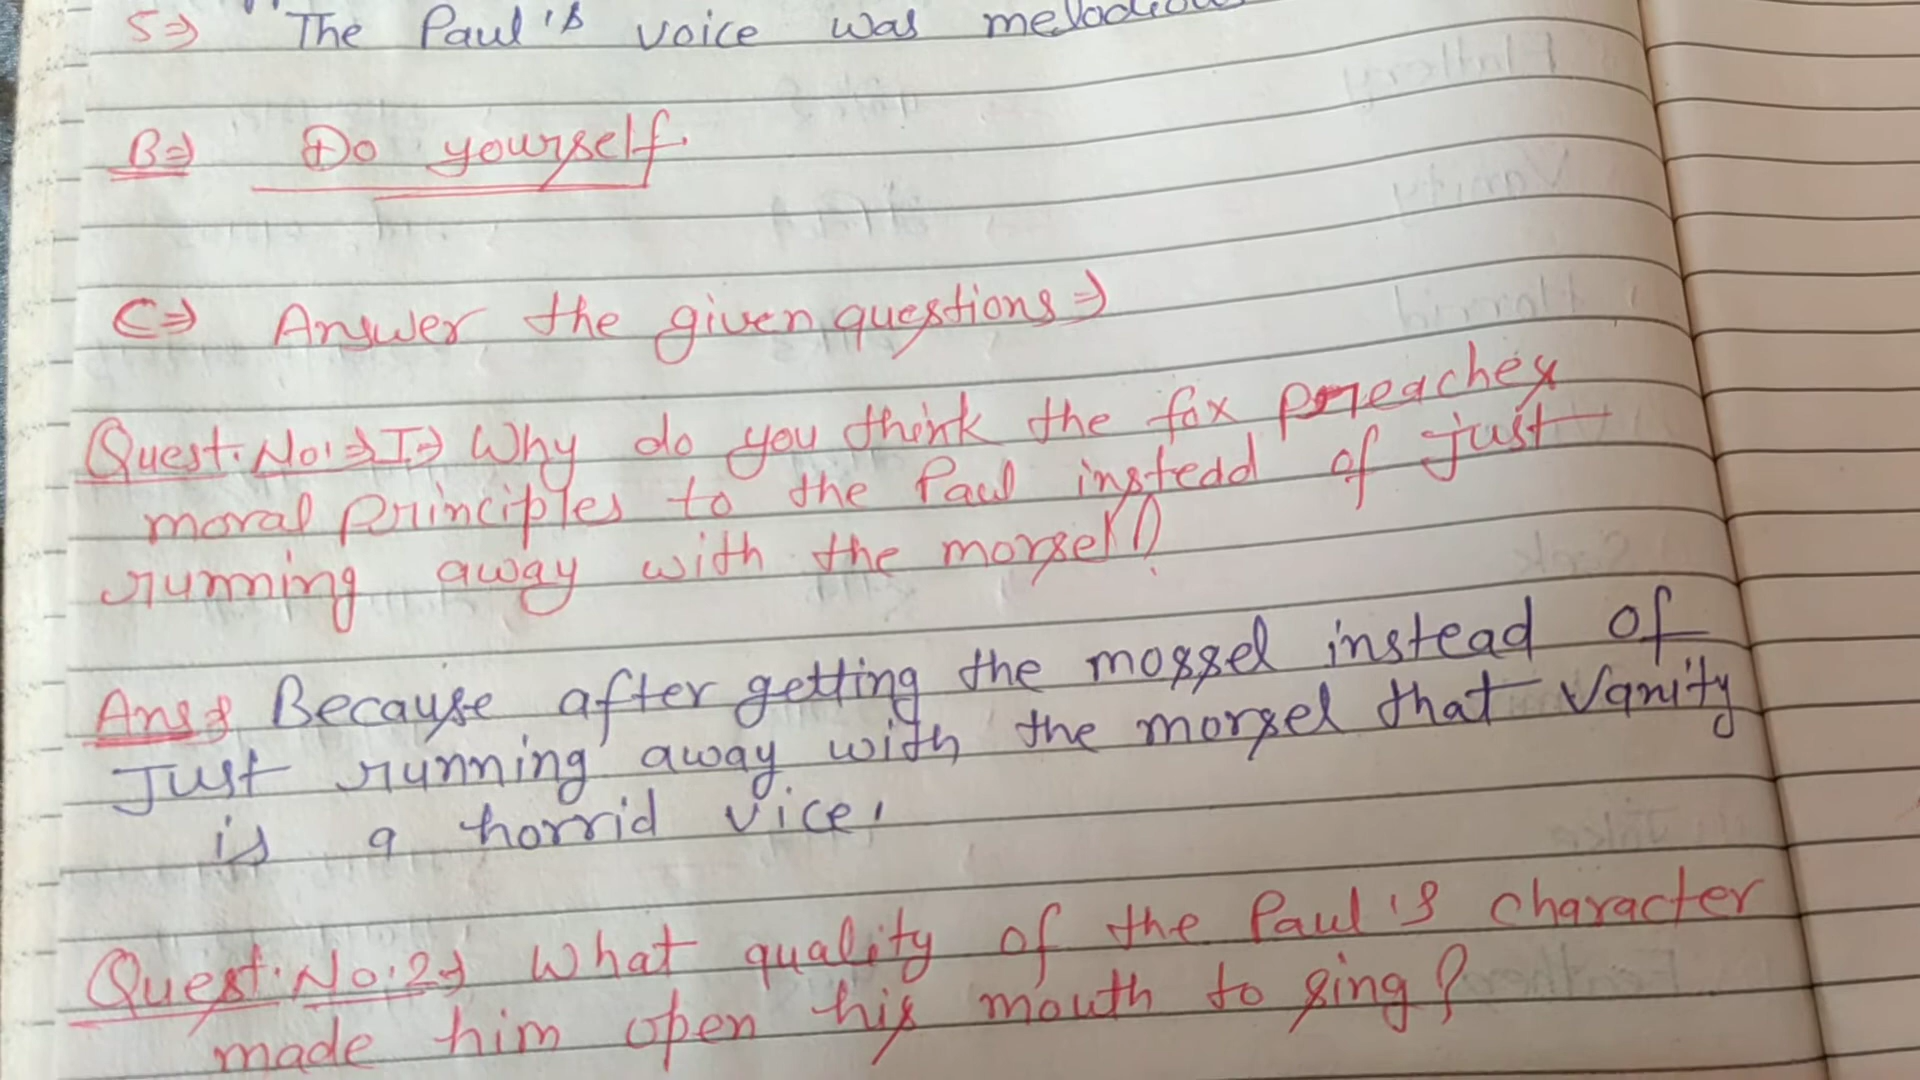 5⇒ "The Paul's voice was
B⇒ Do yourself.
C⇒ Answer the given questions⇒
Quest. No1⇒I⇒ Why do you think the fox preaches
moral principles to the Paul instead of just
running away with the morsel?
Ans⇒ Because after getting the morsel instead of
Just running away with the morsel that Vanity
is a horrid vice.
Quest. No.2⇒ What quality of the Paul's character
made him open his mouth to sing?